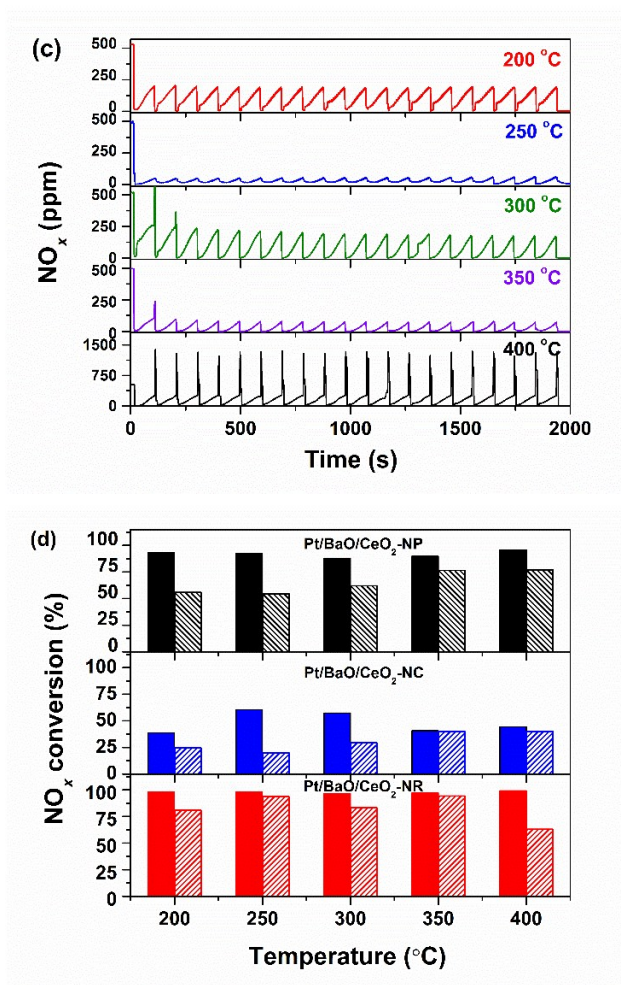 (c)
500
250
0
200 °C
500
250
0
250 °C
500
250
0
300 °C
500
250
0
350 °C
1500
750
0
400 °C
NOx (ppm)
0 500 1000 1500 2000
Time (s)
(d)
100
75
50
25
0
Pt/BaO/CeO2-NP
100
75
50
25
0
Pt/BaO/CeO2-NC
100
75
50
25
0
Pt/BaO/CeO2-NR
NOx conversion (%)
200 250 300 350 400
Temperature (°C)